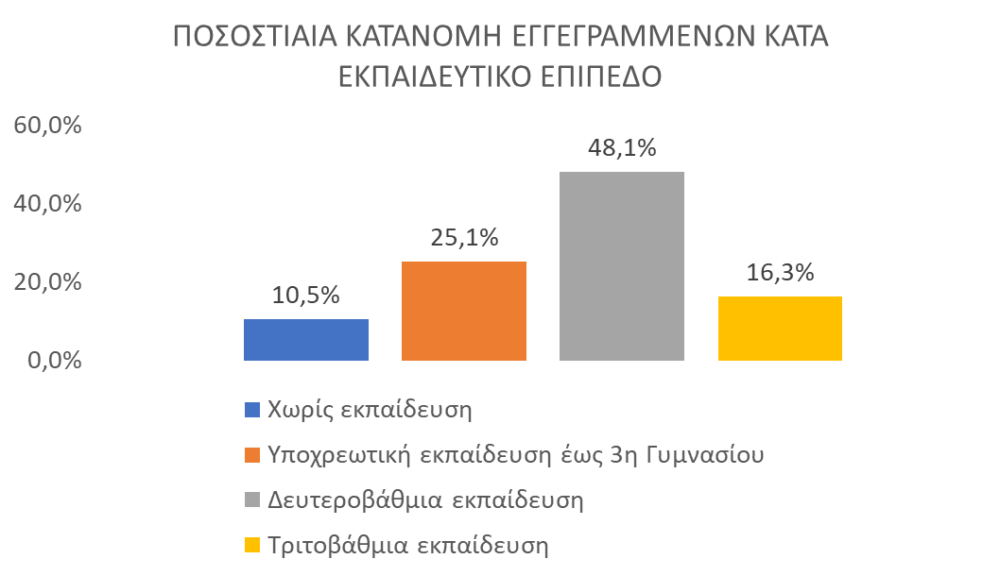 ΠΟΣΟΣΤΙΑΙΑ ΚΑΤΑΝΟΜΗ ΕΓΓΕΓΡΑΜΜΕΝΩΝ ΚΑΤΑ
ΕΚΠΑΙΔΕΥΤΙΚΟ ΕΠΙΠΕΔΟ
60,0%
40,0%
20,0%
0,0%
10,5%
25,1%
48,1%
16,3%
Χωρίς εκπαίδευση
Υποχρεωτική εκπαίδευση έως 3η Γυμνασίου
Δευτεροβάθμια εκπαίδευση
Τριτοβάθμια εκπαίδευση